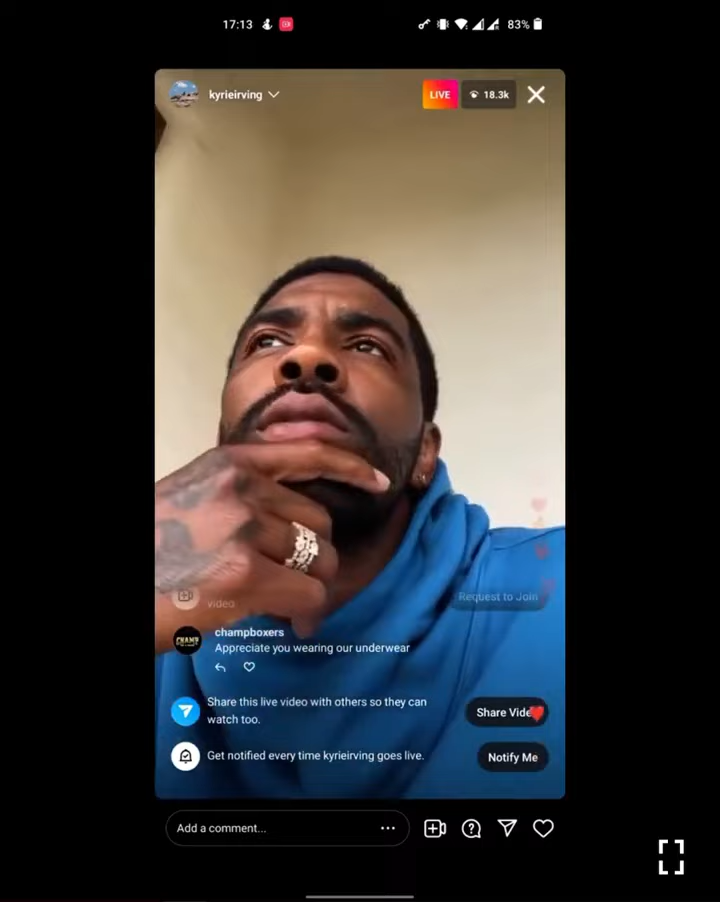 17:13
83%
kyrieirving
LIVE
18.3k
video
Request to Join
CHAMP
champboxers
Appreciate you wearing our underwear
Share this live video with others so they can
watch too.
Share Vide
Get notified every time kyrieirving goes live.
Notify Me
Add a comment...